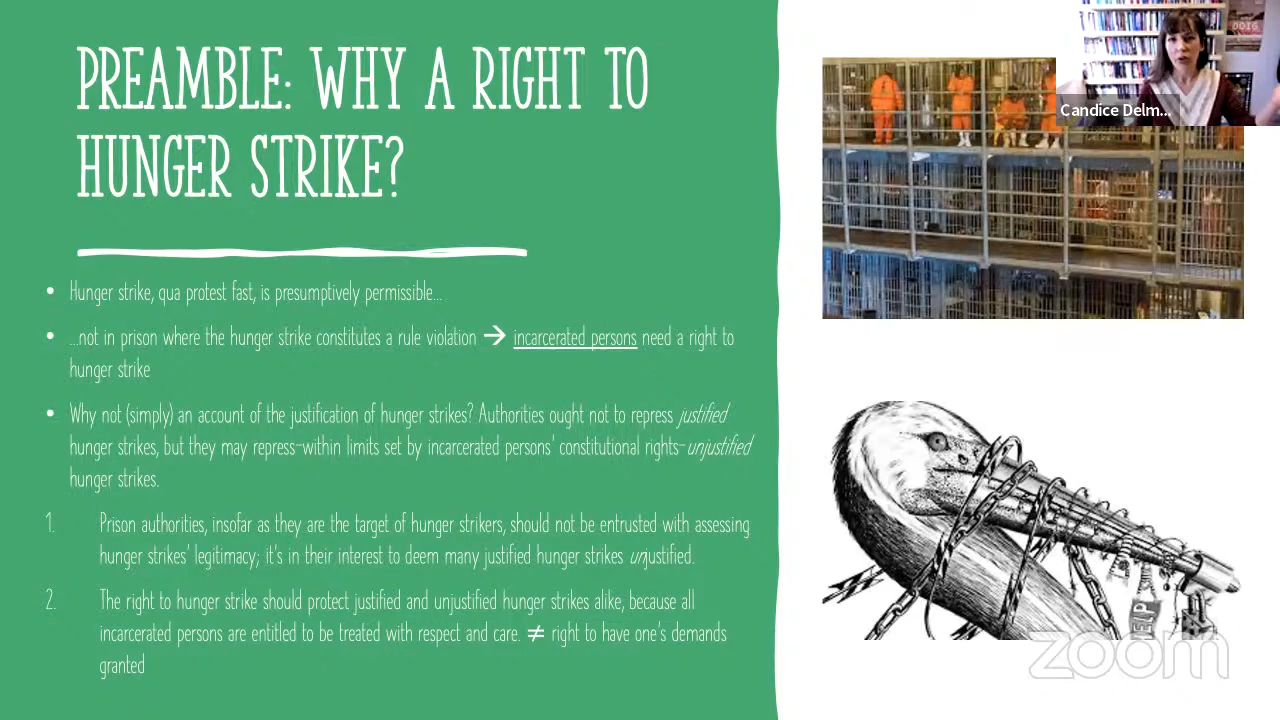 PREAMBLE: WHY A RIGHT TO
HUNGER STRIKE?
• Hunger strike, qua protest fast, is presumptively permissible...
• ...not in prison where the hunger strike constitutes a rule violation → incarcerated persons need a right to
hunger strike
• Why not (simply) an account of the justification of hunger strikes? Authorities ought not to repress justified
hunger strikes, but they may repress–within limits set by incarcerated persons' constitutional rights–unjustified
hunger strikes.
1. Prison authorities, insofar as they are the target of hunger strikers, should not be entrusted with assessing
hunger strikes' legitimacy; it's in their interest to deem many justified hunger strikes unjustified.
2. The right to hunger strike should protect justified and unjustified hunger strikes alike, because all
incarcerated persons are entitled to be treated with respect and care. ≠ right to have one's demands
granted
Candice Delm...
HELP
zoom